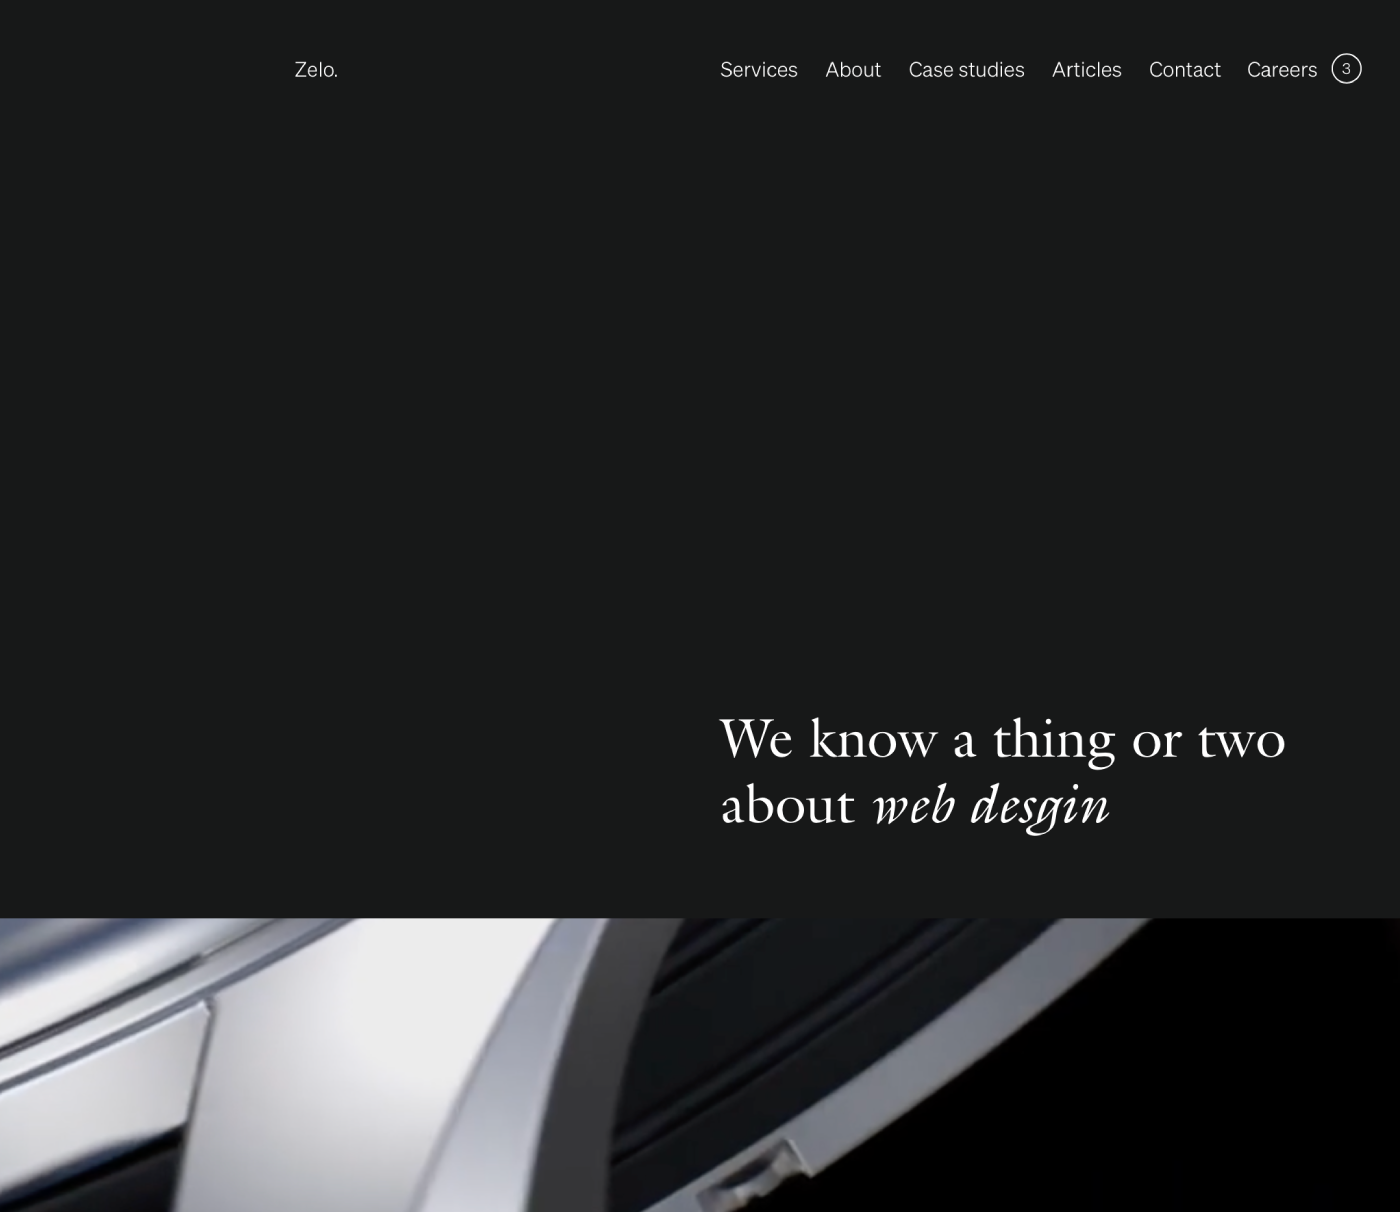 Zelo.
Services About Case studies Articles Contact Careers 3
We know a thing or two
about web desgin